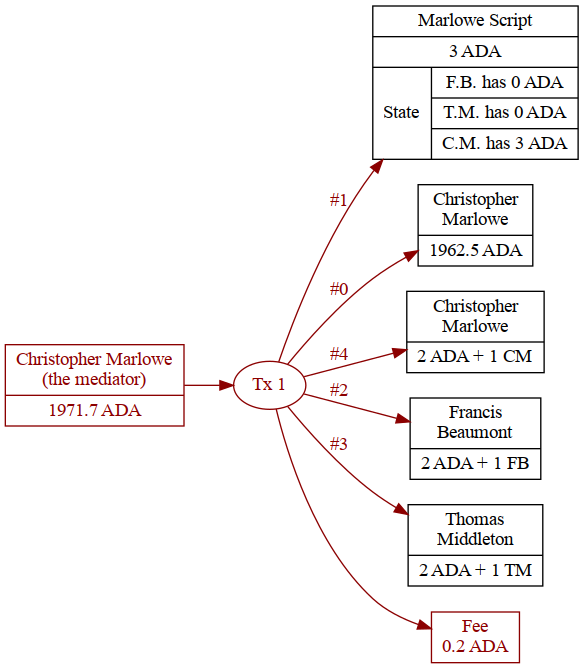 Marlowe Script
3 ADA
State
F.B. has 0 ADA
T.M. has 0 ADA
C.M. has 3 ADA
#1
Christopher
Marlowe
1962.5 ADA
#0
Christopher
Marlowe
2 ADA + 1 CM
#4
Christopher Marlowe
(the mediator)
1971.7 ADA
Tx 1
#2
Francis
Beaumont
2 ADA + 1 FB
#3
Thomas
Middleton
2 ADA + 1 TM
Fee
0.2 ADA